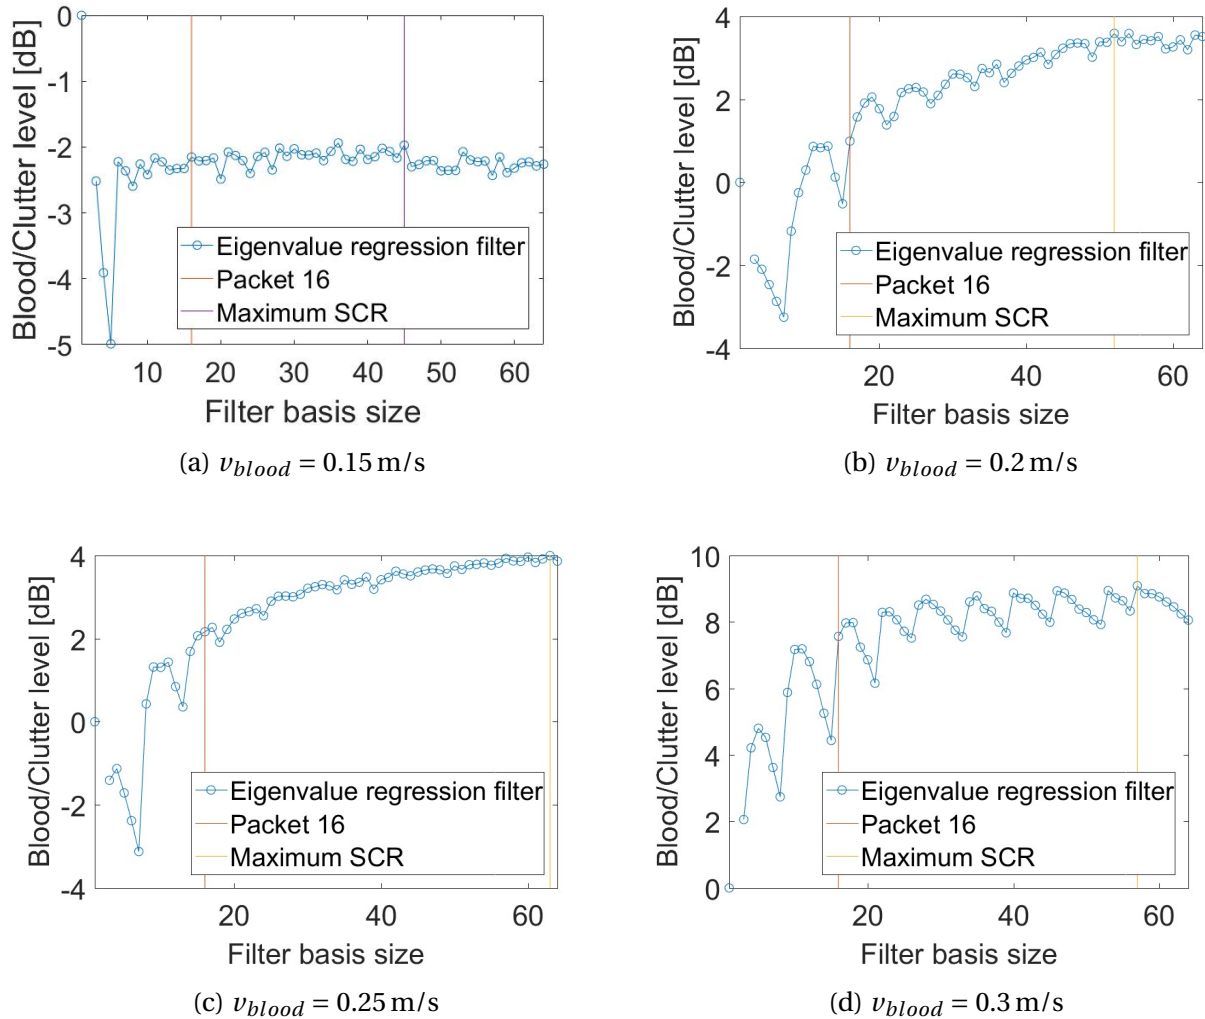 Blood/Clutter level [dB]
0
-1
-2
-3
-4
-5
Eigenvalue regression filter
Packet 16
Maximum SCR
10 20 30 40 50 60
Filter basis size
(a) v_blood = 0.15 m/s
Blood/Clutter level [dB]
4
2
0
-2
-4
Eigenvalue regression filter
Packet 16
Maximum SCR
20 40 60
Filter basis size
(b) v_blood = 0.2 m/s
Blood/Clutter level [dB]
4
2
0
-2
-4
Eigenvalue regression filter
Packet 16
Maximum SCR
20 40 60
Filter basis size
(c) v_blood = 0.25 m/s
Blood/Clutter level [dB]
10
8
6
4
2
0
Eigenvalue regression filter
Packet 16
Maximum SCR
20 40 60
Filter basis size
(d) v_blood = 0.3 m/s